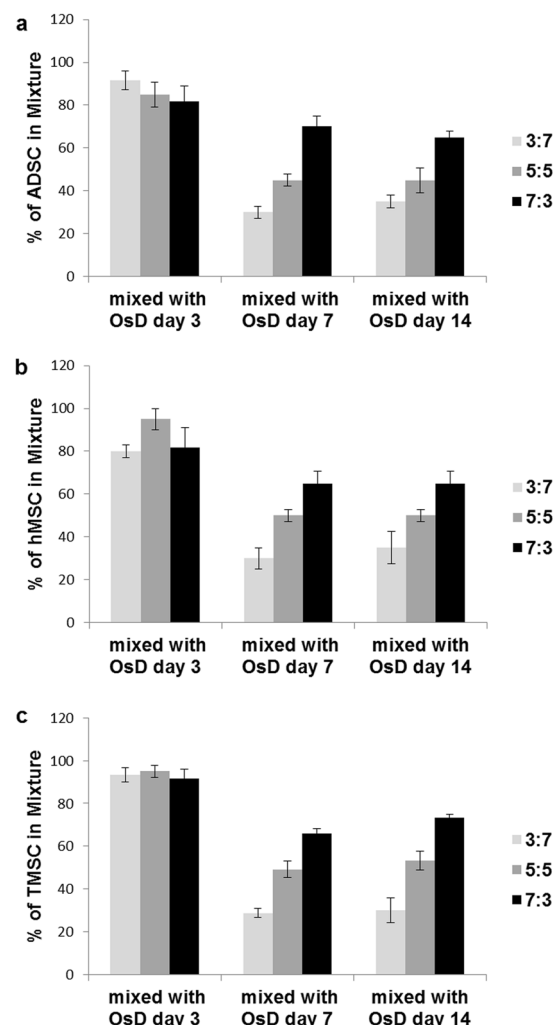 a
% of ADSC in Mixture
120
100
80
60
40
20
0
mixed with OsD day 3
mixed with OsD day 7
mixed with OsD day 14
3:7
5:5
7:3
b
% of hMSC in Mixture
120
100
80
60
40
20
0
mixed with OsD day 3
mixed with OsD day 7
mixed with OsD day 14
3:7
5:5
7:3
c
% of TMSC in Mixture
120
100
80
60
40
20
0
mixed with OsD day 3
mixed with OsD day 7
mixed with OsD day 14
3:7
5:5
7:3